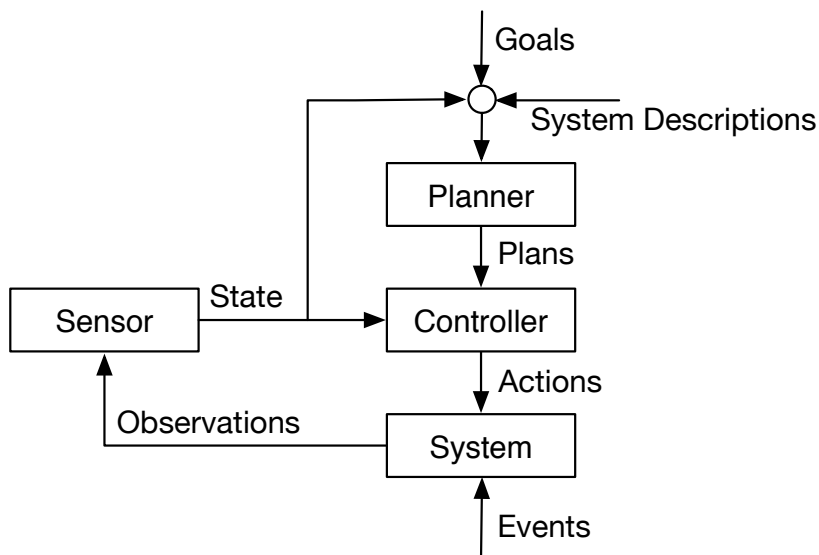 Goals
System Descriptions
Planner
Plans
State
Sensor
Controller
Actions
Observations
System
Events